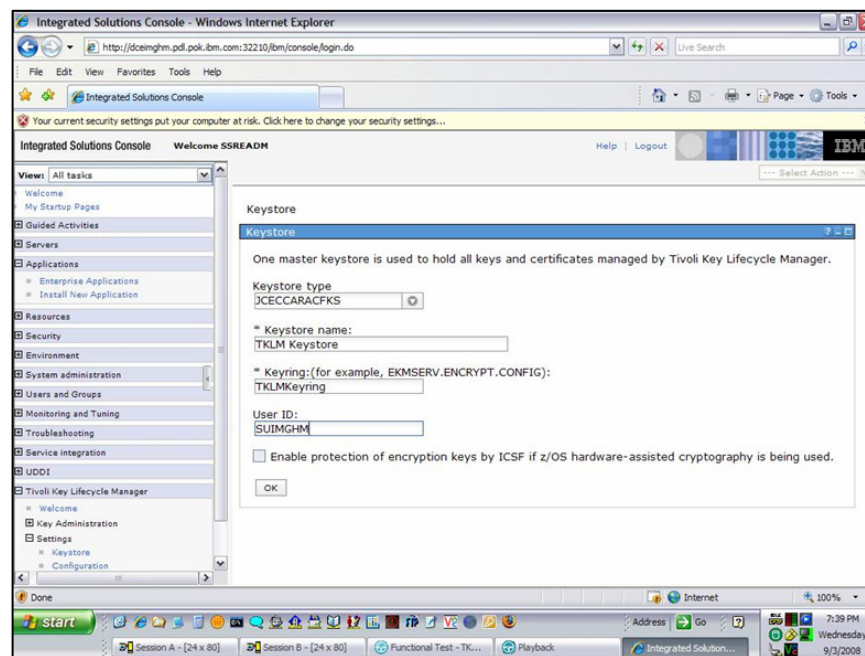 Integrated Solutions Console - Windows Internet Explorer
http://dceimghm.pdl.pok.ibm.com:32210/ibm/console/login.do
Live Search
File Edit View Favorites Tools Help
Integrated Solutions Console
Page Tools
Your current security settings put your computer at risk. Click here to change your security settings...
Integrated Solutions Console Welcome SSREADM
Help | Logout
IBM
View: All tasks
--- Select Action ---
Welcome
My Startup Pages
Guided Activities
Servers
Applications
Enterprise Applications
Install New Application
Resources
Security
Environment
System administration
Users and Groups
Monitoring and Tuning
Troubleshooting
Service integration
UDDI
Tivoli Key Lifecycle Manager
Welcome
Key Administration
Settings
Keystore
Configuration
Keystore
Keystore
? – □
One master keystore is used to hold all keys and certificates managed by Tivoli Key Lifecycle Manager.
Keystore type
JCECCARACFKS
* Keystore name:
TKLM Keystore
* Keyring:(for example, EKMSERV.ENCRYPT.CONFIG):
TKLMKeyring
User ID:
SUIMGHM
Enable protection of encryption keys by ICSF if z/OS hardware-assisted cryptography is being used.
OK
Done
Internet
100%
start
Address Go
7:39 PM
Wednesday
9/3/2008
Session A - [24 x 80]
Session B - [24 x 80]
Functional Test - TK...
Playback
Integrated Solution...